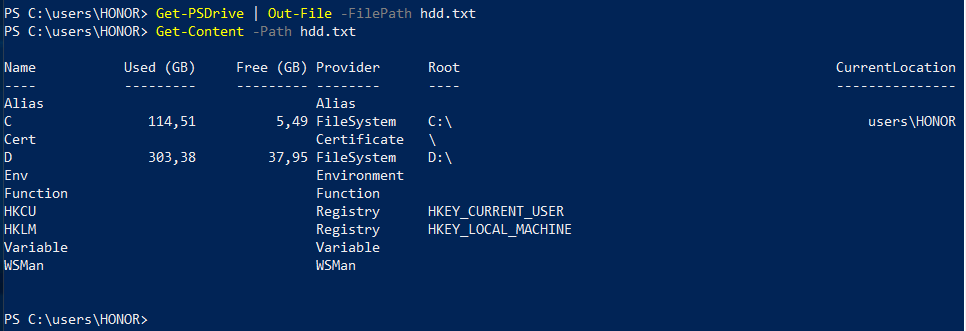 PS C:\users\HONOR> Get-PSDrive | Out-File -FilePath hdd.txt
PS C:\users\HONOR> Get-Content -Path hdd.txt
Name Used (GB) Free (GB) Provider Root CurrentLocation
---- --------- --------- -------- ---- ---------------
Alias Alias
C 114,51 5,49 FileSystem C:\ users\HONOR
Cert Certificate \
D 303,38 37,95 FileSystem D:\
Env Environment
Function Function
HKCU Registry HKEY_CURRENT_USER
HKLM Registry HKEY_LOCAL_MACHINE
Variable Variable
WSMan WSMan
PS C:\users\HONOR>